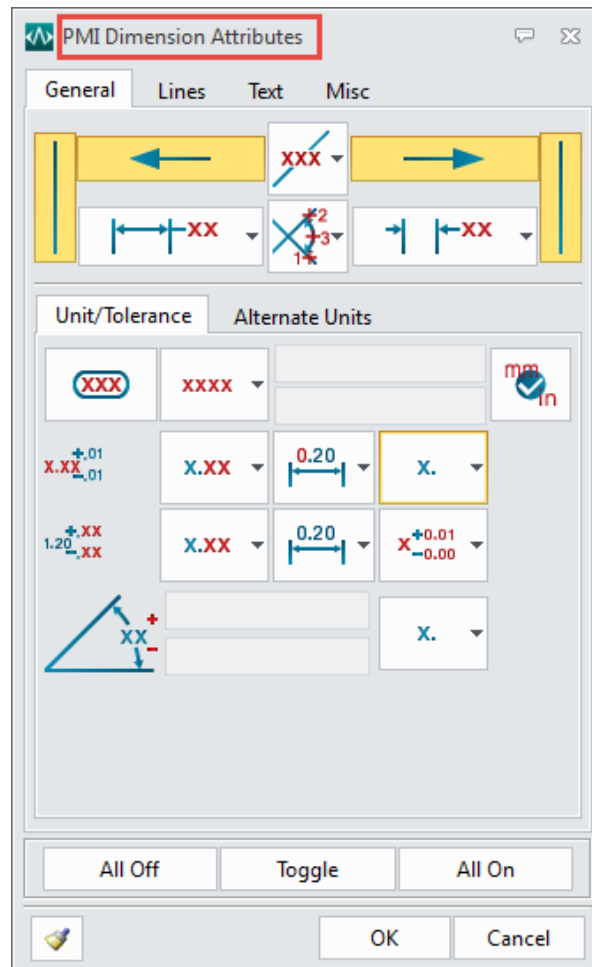 PMI Dimension Attributes
General Lines Text Misc
xxx
xx 2 3 1 xx
Unit/Tolerance Alternate Units
XXX xxxx mm in
x.xx +.01 -.01 x.xx 0.20 x.
1.20 +.xx -.xx x.xx 0.20 x +0.01 -0.00
xx + - x.
All Off Toggle All On
OK Cancel